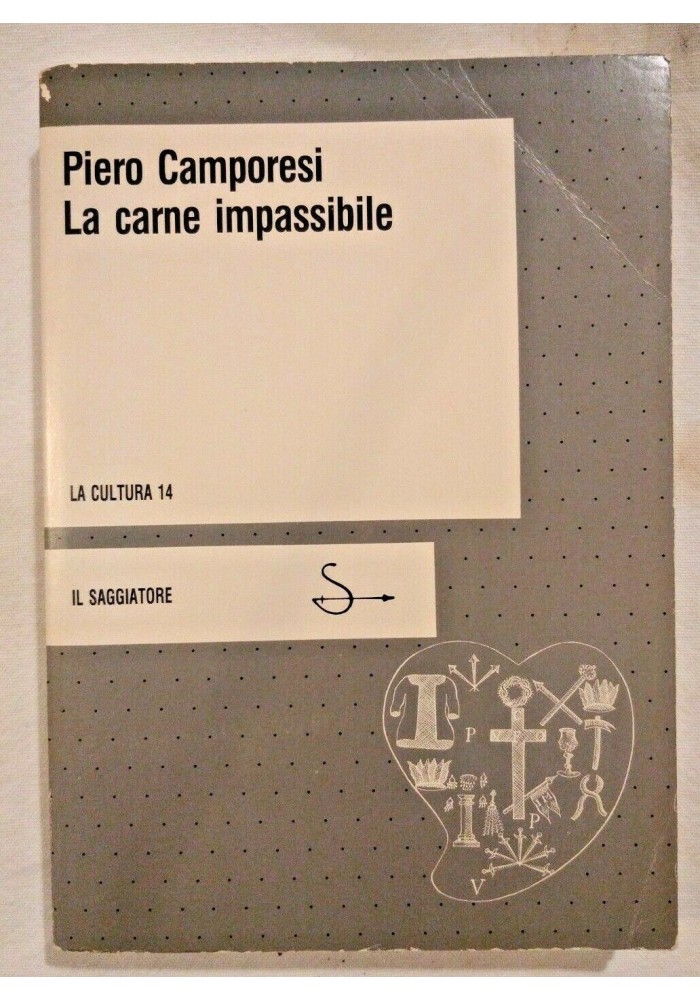 Piero Camporesi
La carne impassibile
LA CULTURA 14
IL SAGGIATORE
S
P
P
V